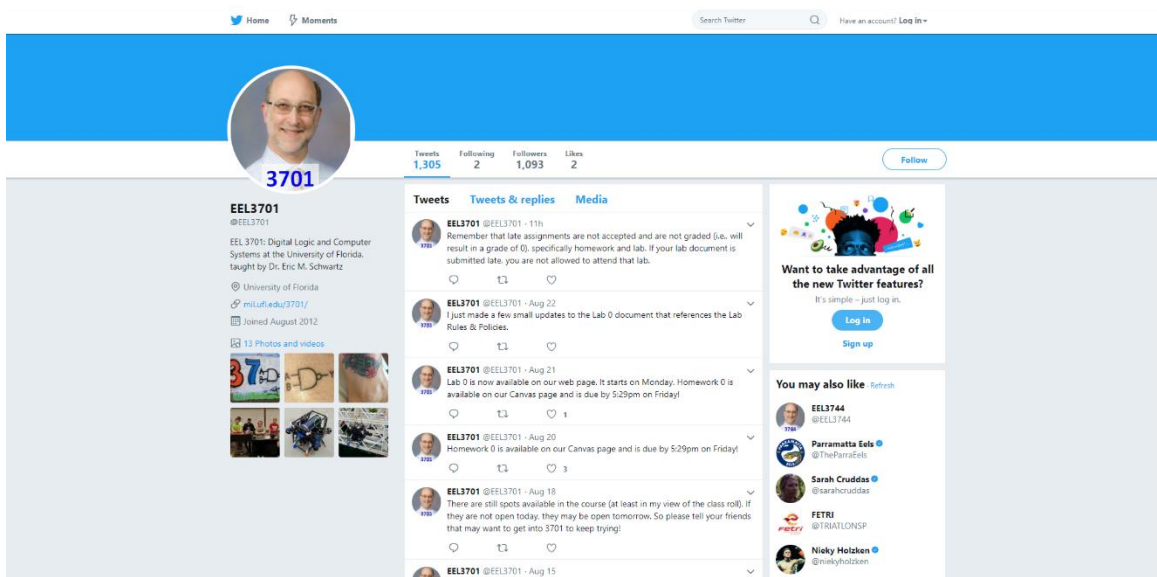 Home Moments
Search Twitter
Have an account? Log in
Tweets Following Followers Likes
1,305 2 1,093 2
Follow
3701
EEL3701
@EEL3701
EEL 3701: Digital Logic and Computer
Systems at the University of Florida,
taught by Dr. Eric M. Schwartz
University of Florida
mil.ufl.edu/3701/
Joined August 2012
13 Photos and videos
Tweets Tweets & replies Media
EEL3701 @EEL3701 · 11h
Remember that late assignments are not accepted and are not graded (i.e., will
result in a grade of 0), specifically homework and lab. If your lab document is
submitted late, you are not allowed to attend that lab.
EEL3701 @EEL3701 · Aug 22
I just made a few small updates to the Lab 0 document that references the Lab
Rules & Policies.
EEL3701 @EEL3701 · Aug 21
Lab 0 is now available on our web page. It starts on Monday. Homework 0 is
available on our Canvas page and is due by 5:29pm on Friday!
1
EEL3701 @EEL3701 · Aug 20
Homework 0 is available on our Canvas page and is due by 5:29pm on Friday!
3
EEL3701 @EEL3701 · Aug 18
There are still spots available in the course (at least in my view of the class roll). If
they are not open today, they may be open tomorrow. So please tell your friends
that may want to get into 3701 to keep trying!
EEL3701 @EEL3701 · Aug 15
Want to take advantage of all
the new Twitter features?
It's simple – just log in.
Log in
Sign up
You may also like · Refresh
EEL3744
@EEL3744
3744
Parramatta Eels
@TheParraEels
Sarah Cruddas
@sarahcruddas
FETRI
@TRIATLONSP
Nieky Holzken
@niekyholzken